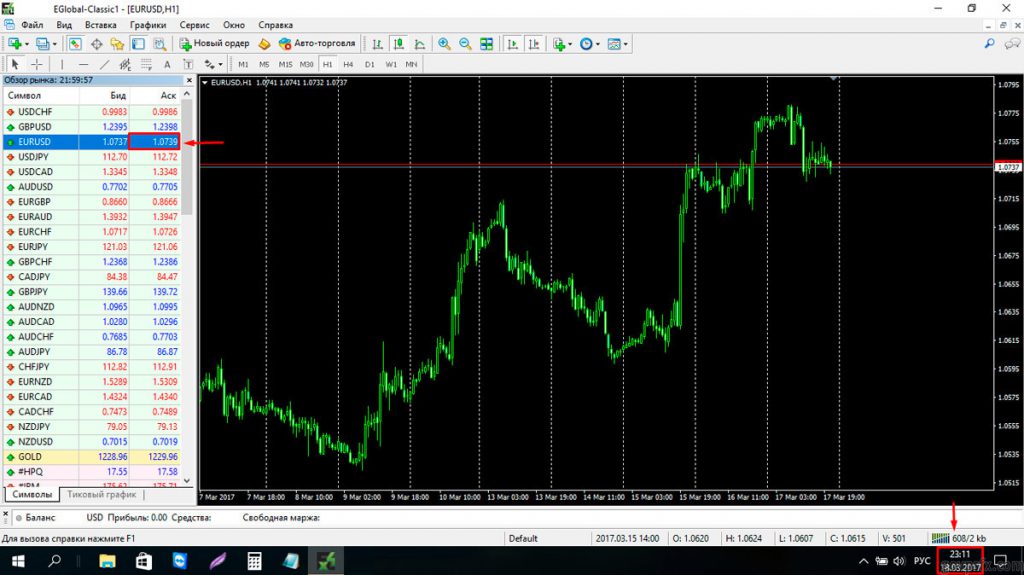 EGlobal-Classic1 - [EURUSD,H1]
Файл Вид Вставка Графики Сервис Окно Справка
Новый ордер Авто-торговля
M1 M5 M15 M30 H1 H4 D1 W1 MN
Обзор рынка: 21:59:57
Символ Бид Аск
USDCHF 0.9983 0.9986
GBPUSD 1.2395 1.2398
EURUSD 1.0737 1.0739
USDJPY 112.70 112.72
USDCAD 1.3345 1.3348
AUDUSD 0.7702 0.7705
EURGBP 0.8660 0.8666
EURAUD 1.3932 1.3947
EURCHF 1.0717 1.0726
EURJPY 121.03 121.06
GBPCHF 1.2368 1.2386
CADJPY 84.38 84.47
GBPJPY 139.66 139.72
AUDNZD 1.0965 1.0995
AUDCAD 1.0280 1.0296
AUDCHF 0.7685 0.7703
AUDJPY 86.78 86.87
CHFJPY 112.82 112.91
EURNZD 1.5289 1.5309
EURCAD 1.4324 1.4340
CADCHF 0.7473 0.7489
NZDJPY 79.05 79.13
NZDUSD 0.7015 0.7019
GOLD 1228.96 1229.96
#HPQ 17.55 17.58
#IBM 175.62 175.71
Символы Тиковый график
EURUSD,H1 1.0741 1.0741 1.0732 1.0737
1.0795
1.0775
1.0755
1.0737
1.0715
1.0695
1.0675
1.0655
1.0635
1.0615
1.0595
1.0575
1.0555
1.0535
1.0515
7 Mar 2017 7 Mar 18:00 8 Mar 10:00 9 Mar 02:00 9 Mar 18:00 10 Mar 10:00 13 Mar 03:00 13 Mar 19:00 14 Mar 11:00 15 Mar 03:00 15 Mar 19:00 16 Mar 11:00 17 Mar 03:00 17 Mar 19:00
Баланс: USD Прибыль: 0.00 Средства: Свободная маржа:
Для вызова справки нажмите F1 Default 2017.03.15 14:00 O: 1.0620 H: 1.0624 L: 1.0607 C: 1.0615 V: 501 608/2 kb
РУС 23:11
18.03.2017